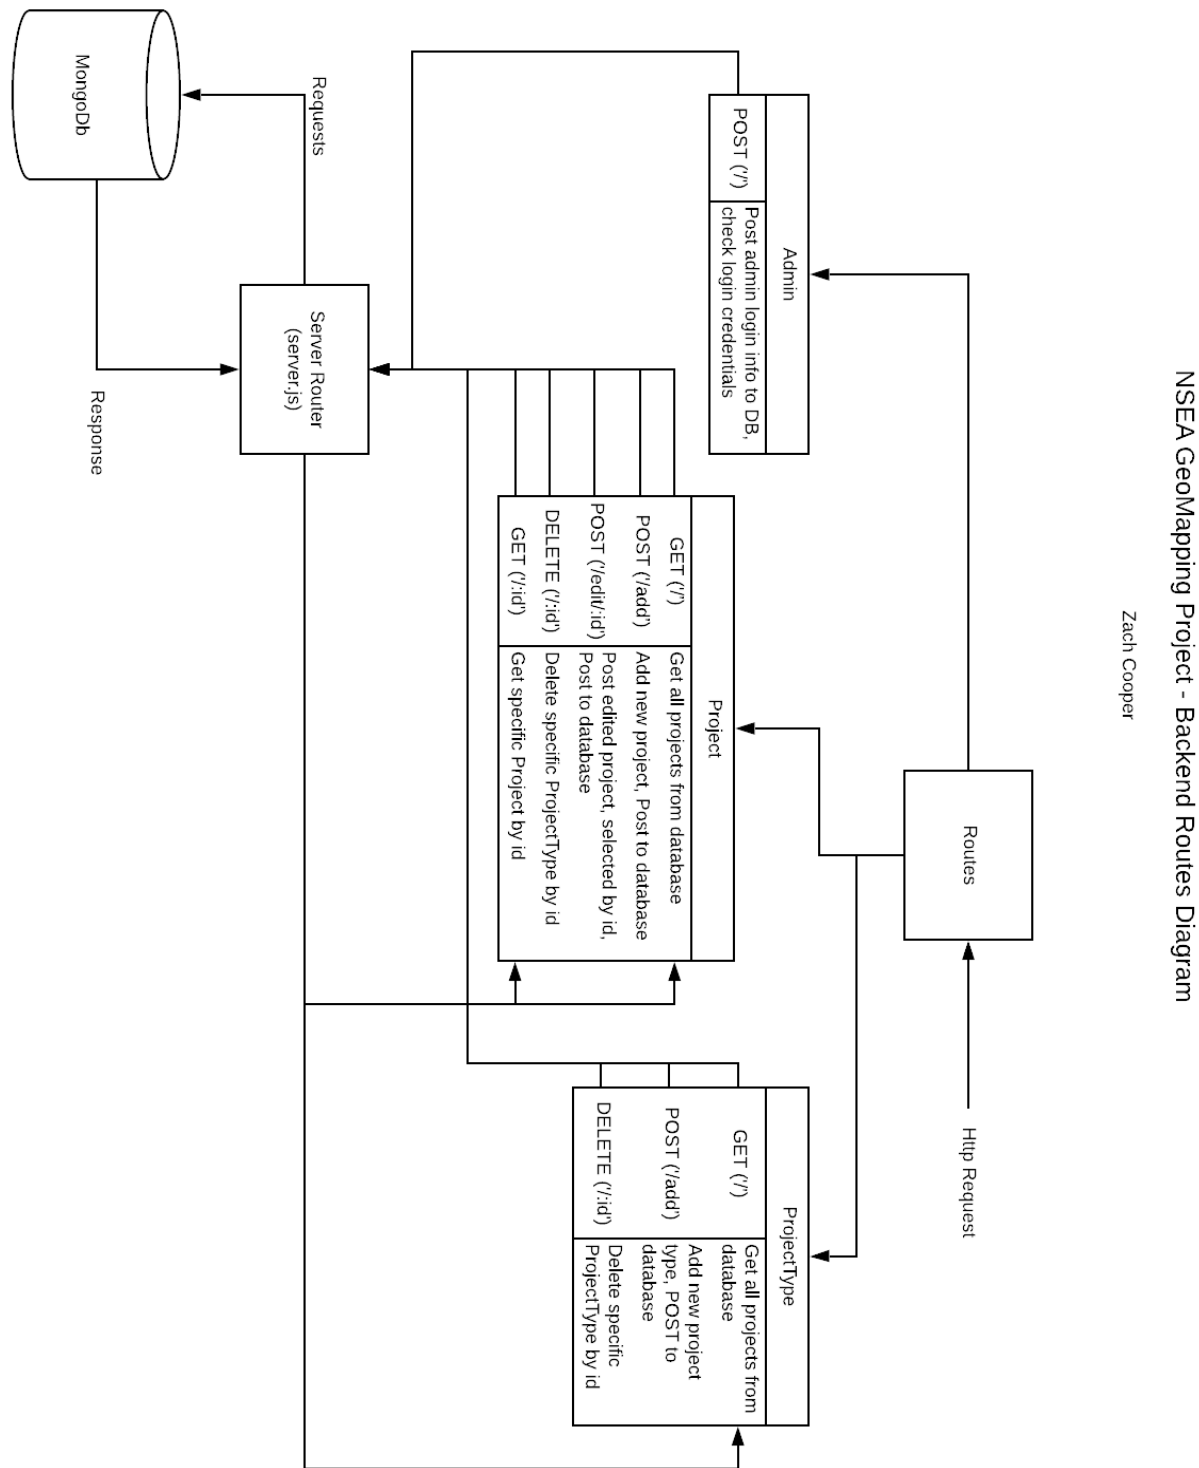 NSEA GeoMapping Project - Backend Routes Diagram
Zach Cooper
Routes
Http Request
Admin
POST ('/')
Post admin login info to DB,
check login credentials
Project
GET ('/')
Get all projects from database
POST ('/add')
Add new project, Post to database
POST ('/edit/:id')
Post edited project, selected by id,
Post to database
DELETE ('/:id')
Delete specific ProjectType by id
GET ('/:id')
Get specific Project by id
ProjectType
GET ('/')
Get all projects from
database
POST ('/add')
Add new project
type, POST to
database
DELETE ('/:id')
Delete specific
ProjectType by id
Requests
Server Router
(server.js)
MongoDb
Response